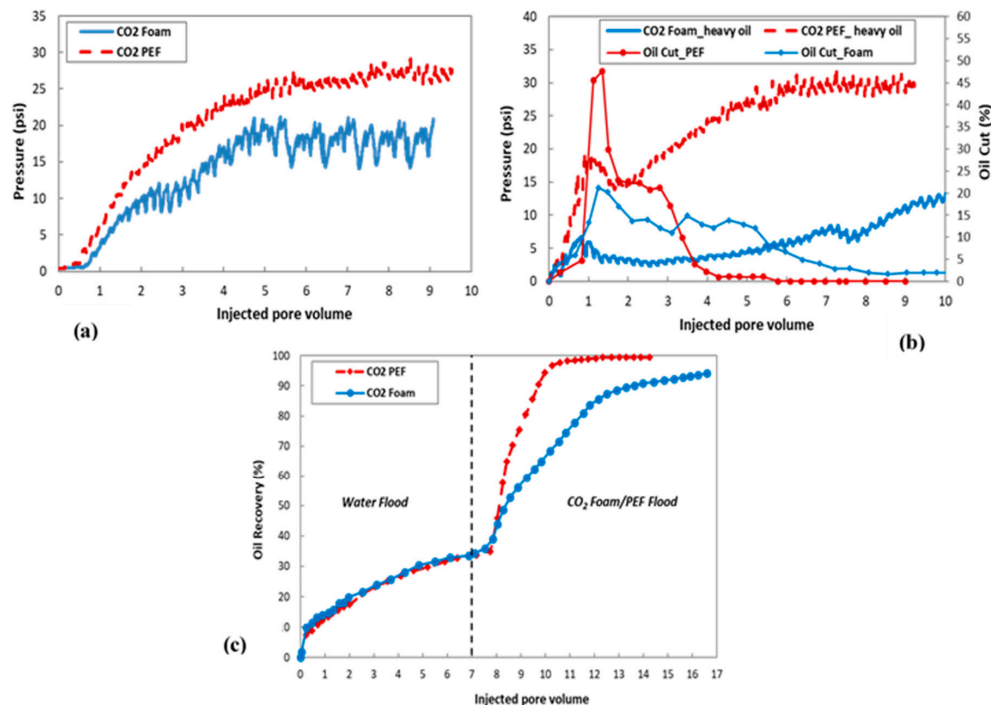 35
30
25
20
15
10
5
0
Pressure (psi)
CO2 Foam
CO2 PEF
0 1 2 3 4 5 6 7 8 9 10
Injected pore volume
(a)
40
35
30
25
20
15
10
5
0
Pressure (psi)
CO2 Foam_heavy oil
CO2 PEF_ heavy oil
Oil Cut_PEF
Oil Cut_Foam
60
55
50
45
40
35
30
25
20
15
10
5
0
Oil Cut (%)
0 1 2 3 4 5 6 7 8 9 10
Injected pore volume
(b)
100
90
80
70
60
50
40
30
20
.0
0
Oil Recovery (%)
CO2 PEF
CO2 Foam
Water Flood
CO₂ Foam/PEF Flood
0 1 2 3 4 5 6 7 8 9 10 11 12 13 14 15 16 17
Injected pore volume
(c)